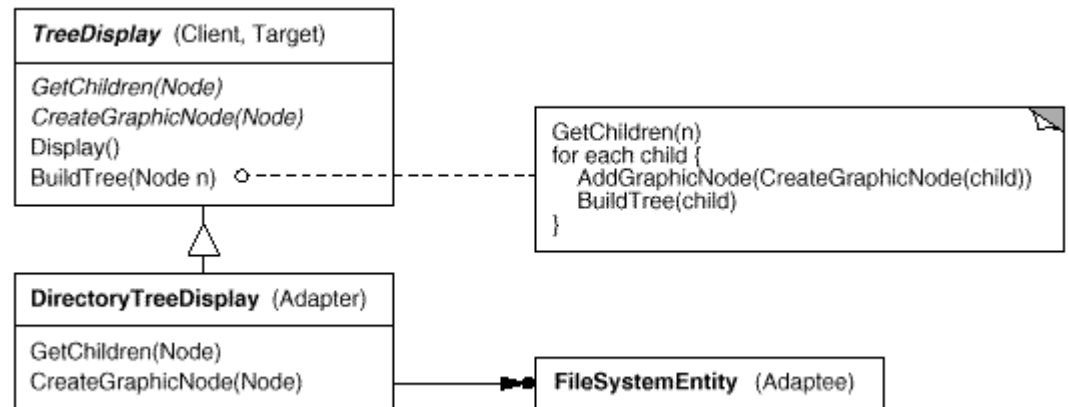 TreeDisplay (Client, Target)
GetChildren(Node)
CreateGraphicNode(Node)
Display()
BuildTree(Node n)
GetChildren(n)
for each child {
AddGraphicNode(CreateGraphicNode(child))
BuildTree(child)
}
DirectoryTreeDisplay (Adapter)
GetChildren(Node)
CreateGraphicNode(Node)
FileSystemEntity (Adaptee)